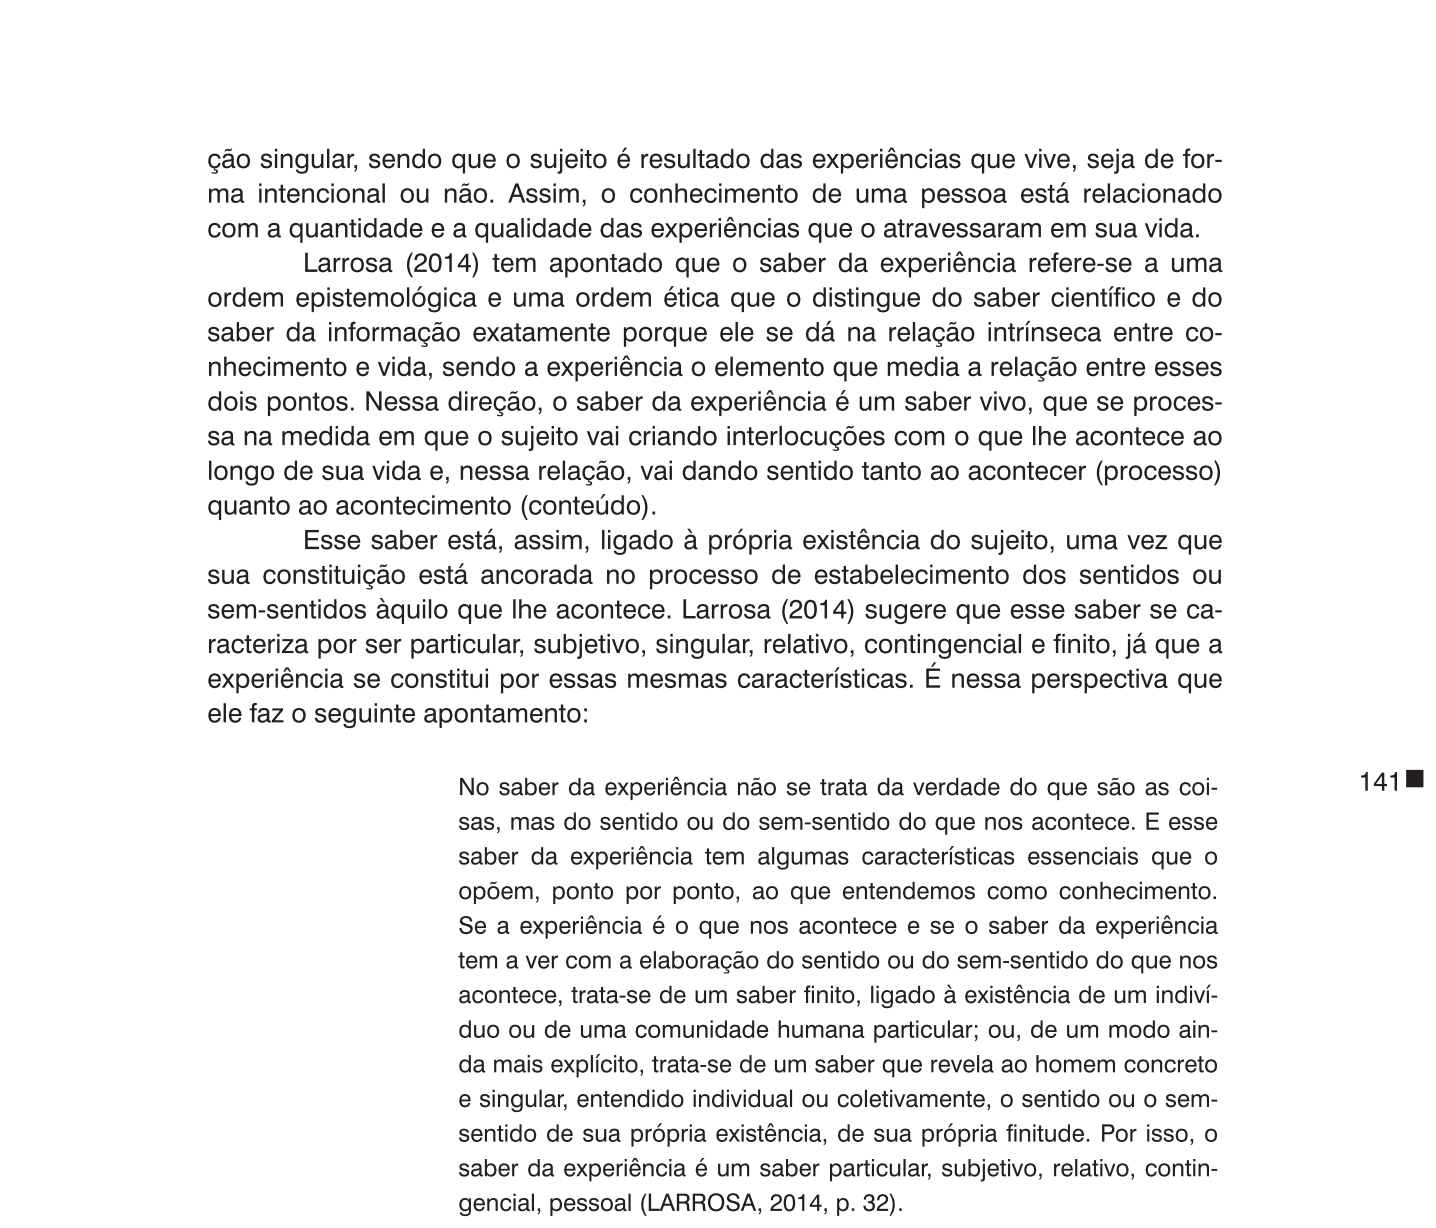 ção singular, sendo que o sujeito é resultado das experiências que vive, seja de for-
ma intencional ou não. Assim, o conhecimento de uma pessoa está relacionado
com a quantidade e a qualidade das experiências que o atravessaram em sua vida.
Larrosa (2014) tem apontado que o saber da experiência refere-se a uma
ordem epistemológica e uma ordem ética que o distingue do saber científico e do
saber da informação exatamente porque ele se dá na relação intrínseca entre co-
nhecimento e vida, sendo a experiência o elemento que media a relação entre esses
dois pontos. Nessa direção, o saber da experiência é um saber vivo, que se proces-
sa na medida em que o sujeito vai criando interlocuções com o que lhe acontece ao
longo de sua vida e, nessa relação, vai dando sentido tanto ao acontecer (processo)
quanto ao acontecimento (conteúdo).
Esse saber está, assim, ligado à própria existência do sujeito, uma vez que
sua constituição está ancorada no processo de estabelecimento dos sentidos ou
sem-sentidos àquilo que lhe acontece. Larrosa (2014) sugere que esse saber se ca-
racteriza por ser particular, subjetivo, singular, relativo, contingencial e finito, já que a
experiência se constitui por essas mesmas características. É nessa perspectiva que
ele faz o seguinte apontamento:
No saber da experiência não se trata da verdade do que são as coi-
sas, mas do sentido ou do sem-sentido do que nos acontece. E esse
saber da experiência tem algumas características essenciais que o
opõem, ponto por ponto, ao que entendemos como conhecimento.
Se a experiência é o que nos acontece e se o saber da experiência
tem a ver com a elaboração do sentido ou do sem-sentido do que nos
acontece, trata-se de um saber finito, ligado à existência de um indiví-
duo ou de uma comunidade humana particular; ou, de um modo ain-
da mais explícito, trata-se de um saber que revela ao homem concreto
e singular, entendido individual ou coletivamente, o sentido ou o sem-
sentido de sua própria existência, de sua própria finitude. Por isso, o
saber da experiência é um saber particular, subjetivo, relativo, contin-
gencial, pessoal (LARROSA, 2014, p. 32).
141